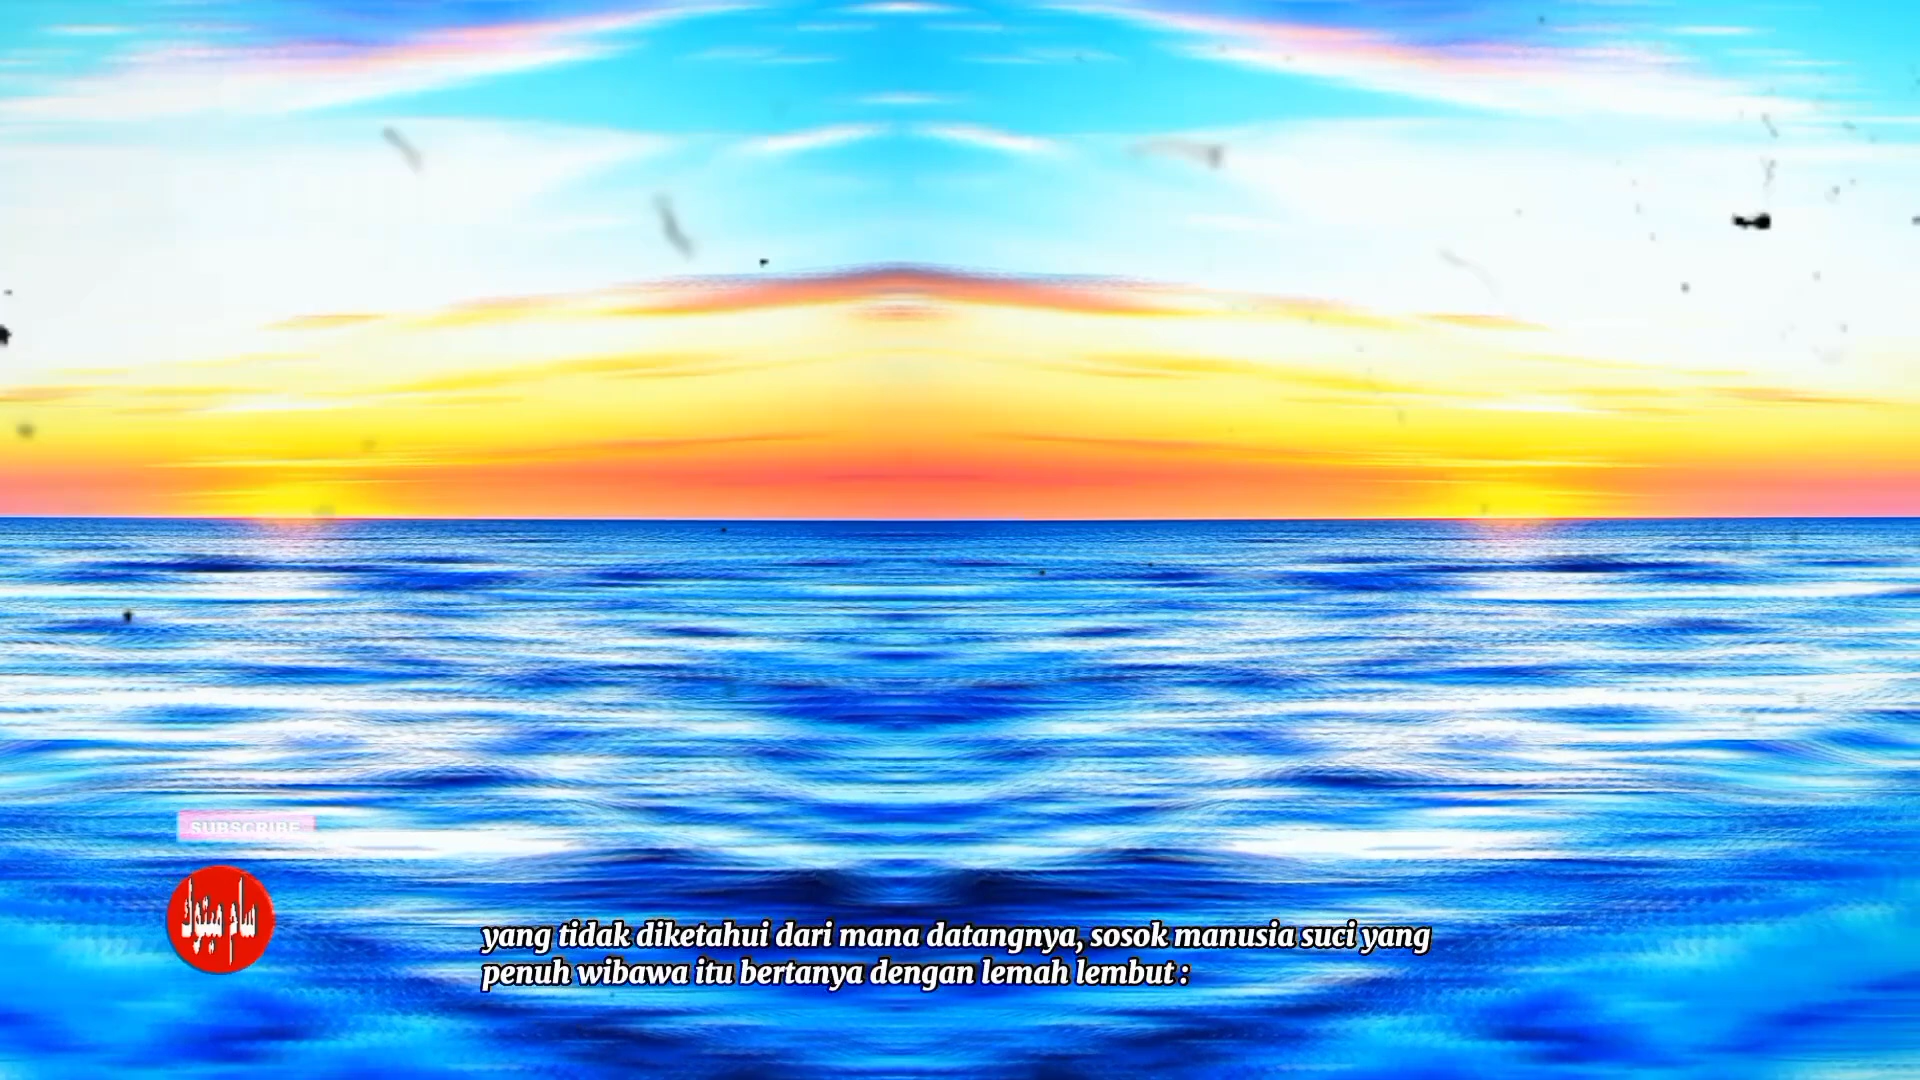 SUBSCRIBE
سام ميتوك
yang tidak diketahui dari mana datangnya, sosok manusia suci yang
penuh wibawa itu bertanya dengan lemah lembut :